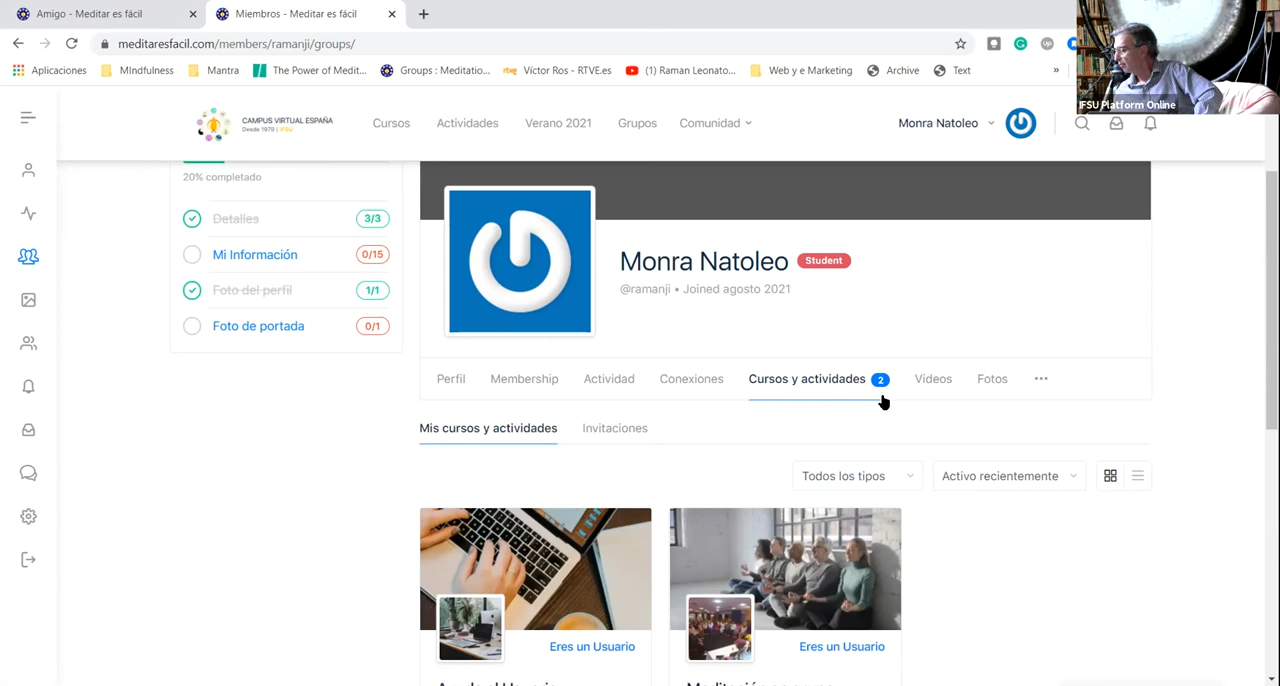 Amigo - Meditar es fácil
Miembros - Meditar es fácil
meditaresfacil.com/members/ramanji/groups/
Aplicaciones MIndfulness Mantra The Power of Medit... Groups : Meditatio... Víctor Ros - RTVE.es (1) Raman Leonato... Web y e Marketing Archive Text »
IFSU Platform Online
CAMPUS VIRTUAL ESPAÑA
Desde 1979 | IFSU
Cursos Actividades Verano 2021 Grupos Comunidad Monra Natoleo
20% completado
Detalles 3/3
Mi Información 0/15
Foto del perfil 1/1
Foto de portada 0/1
Monra Natoleo Student
@ramanji • Joined agosto 2021
Perfil Membership Actividad Conexiones Cursos y actividades 2 Videos Fotos ...
Mis cursos y actividades Invitaciones
Todos los tipos Activo recientemente
Eres un Usuario Eres un Usuario